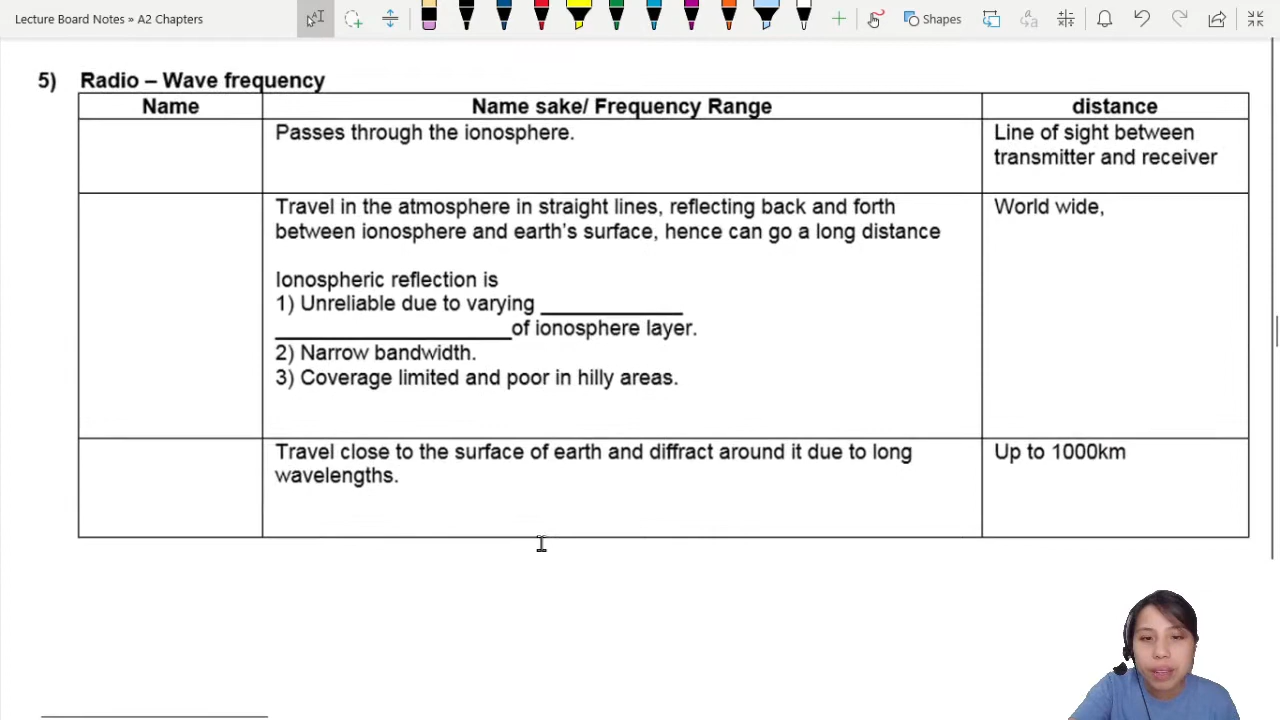 Lecture Board Notes » A2 Chapters
Shapes
5) Radio – Wave frequency
Name
Name sake/ Frequency Range
distance
Passes through the ionosphere.
Line of sight between
transmitter and receiver
Travel in the atmosphere in straight lines, reflecting back and forth
between ionosphere and earth's surface, hence can go a long distance
World wide,
Ionospheric reflection is
1) Unreliable due to varying ____________
____________________of ionosphere layer.
2) Narrow bandwidth.
3) Coverage limited and poor in hilly areas.
Travel close to the surface of earth and diffract around it due to long
wavelengths.
Up to 1000km